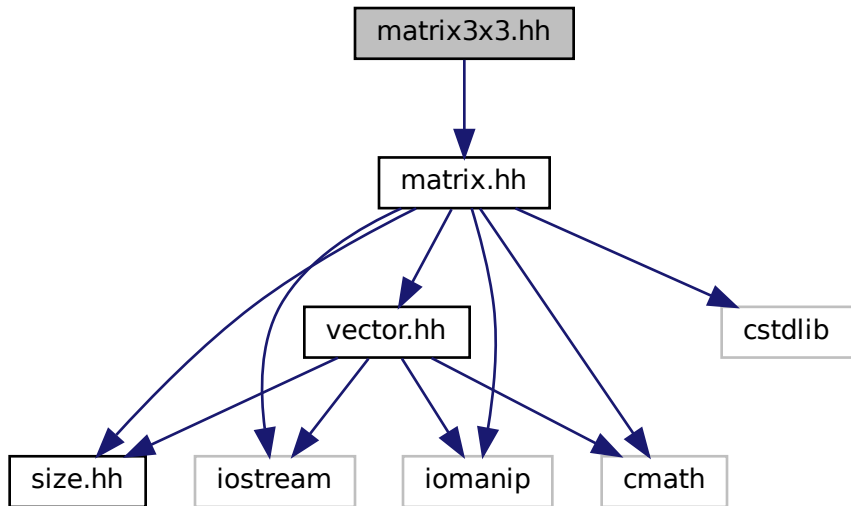 matrix3x3.hh
matrix.hh
vector.hh
cstdlib
size.hh
iostream
iomanip
cmath